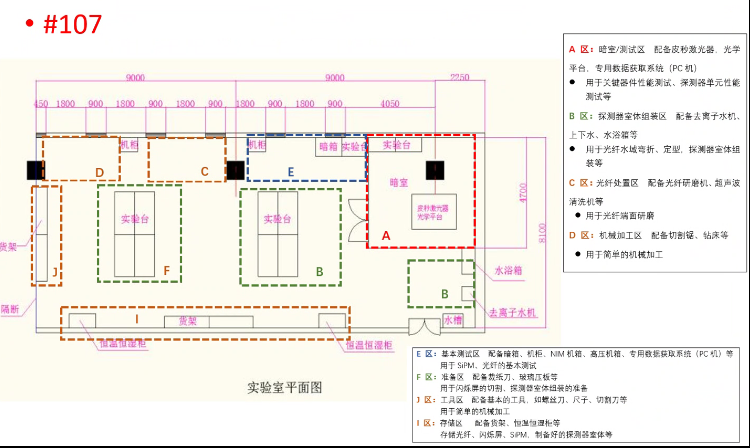 • #107
9000 9000 2250
450 1800 900 1800 900 1800 900 1800 900 1800 900 4050
机柜 机柜 暗箱 实验台 实验台
D C E
暗室
4700
8100
皮秒激光器
光学平台
实验台 实验台
A
货架
J F B
水浴箱
B
去离子水机
隔断
I 货架 水槽
恒温恒湿柜 恒温恒湿柜
实验室平面图
A 区：暗室/测试区 配备皮秒激光器、光学
平台、专用数据获取系统（PC 机）
● 用于关键器件性能测试、探测器单元性能
测试等
B 区：探测器室体组装区 配备去离子水机、
上下水、水浴箱等
● 用于光纤水域弯折、定型，探测器室体组
装等
C 区：光纤处置区 配备光纤研磨机、超声波
清洗机等
● 用于光纤端面研磨
D 区：机械加工区 配备切割锯、钻床等
● 用于简单的机械加工
E 区：基本测试区 配备暗箱、机柜、NIM 机箱、高压机箱、专用数据获取系统（PC 机）等
用于 SiPM、光纤的基本测试
F 区：准备区 配备裁纸刀、玻璃压板等
用于闪烁屏的切割、探测器室体组装的准备
J 区：工具区 配备基本的工具，如螺丝刀、尺子、切割刀等
用于简单的机械加工
I 区：存储区 配备货架、恒温恒湿柜等
存储光纤、闪烁屏、SiPM、制备好的探测器室体等